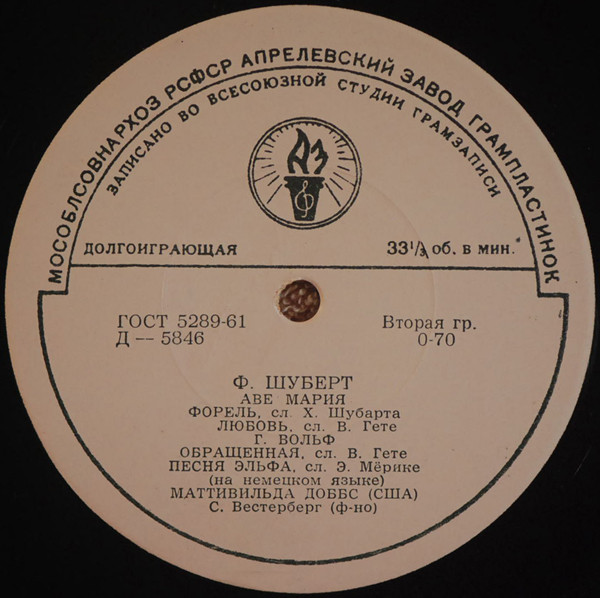 МОСОБЛСОВНАРХОЗ РСФСР АПРЕЛЕВСКИЙ ЗАВОД ГРАМПЛАСТИНОК
ЗАПИСАНО ВО ВСЕСОЮЗНОЙ СТУДИИ ГРАМЗАПИСИ
АЗ
ДОЛГОИГРАЮЩАЯ 33⅓ об. в мин.
ГОСТ 5289-61 Вторая гр.
Д — 5846 0-70
Ф. ШУБЕРТ
АВЕ МАРИЯ
ФОРЕЛЬ, сл. Х. Шубарта
ЛЮБОВЬ, сл. В. Гете
Г. ВОЛЬФ
ОБРАЩЕННАЯ, сл. В. Гете
ПЕСНЯ ЭЛЬФА, сл. Э. Мёрике
(на немецком языке)
МАТТИВИЛЬДА ДОББС (США)
С. Вестерберг (ф-но)